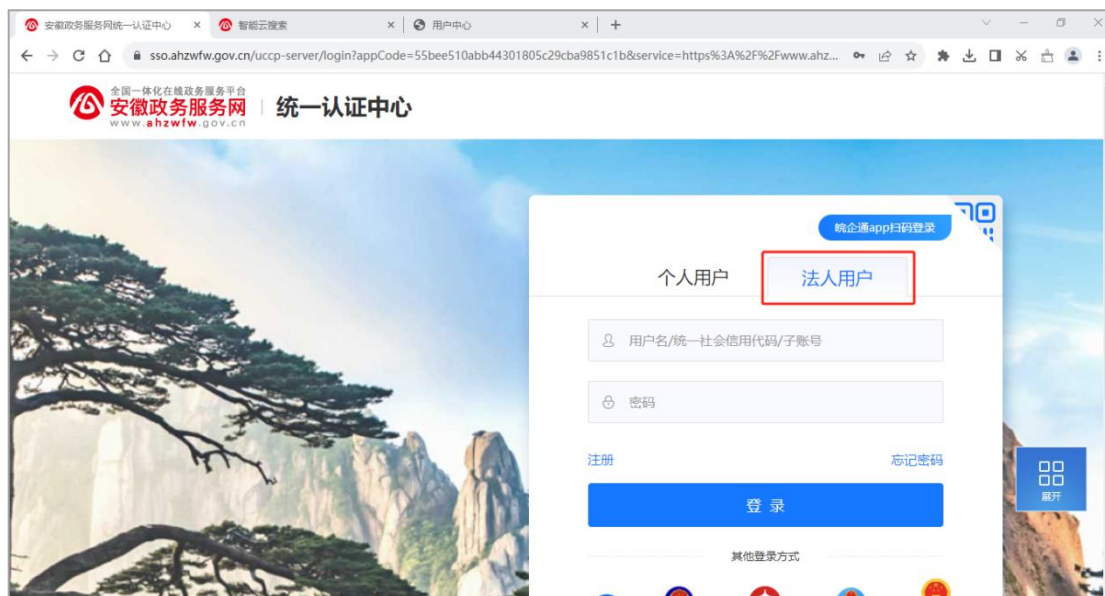 安徽政务服务网统一认证中心
智能云搜索
用户中心
sso.ahzwfw.gov.cn/uccp-server/login?appCode=55bee510abb44301805c29cba9851c1b&service=https%3A%2F%2Fwww.ahz...
全国一体化在线政务服务平台
安徽政务服务网
www.ahzwfw.gov.cn
统一认证中心
皖企通app扫码登录
个人用户
法人用户
用户名/统一社会信用代码/子账号
密码
注册
忘记密码
登 录
展开
其他登录方式